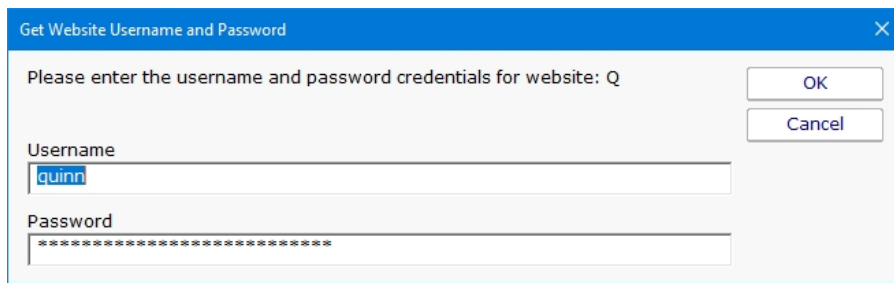 Get Website Username and Password
Please enter the username and password credentials for website: Q
OK
Cancel
Username
quinn
Password
***************************